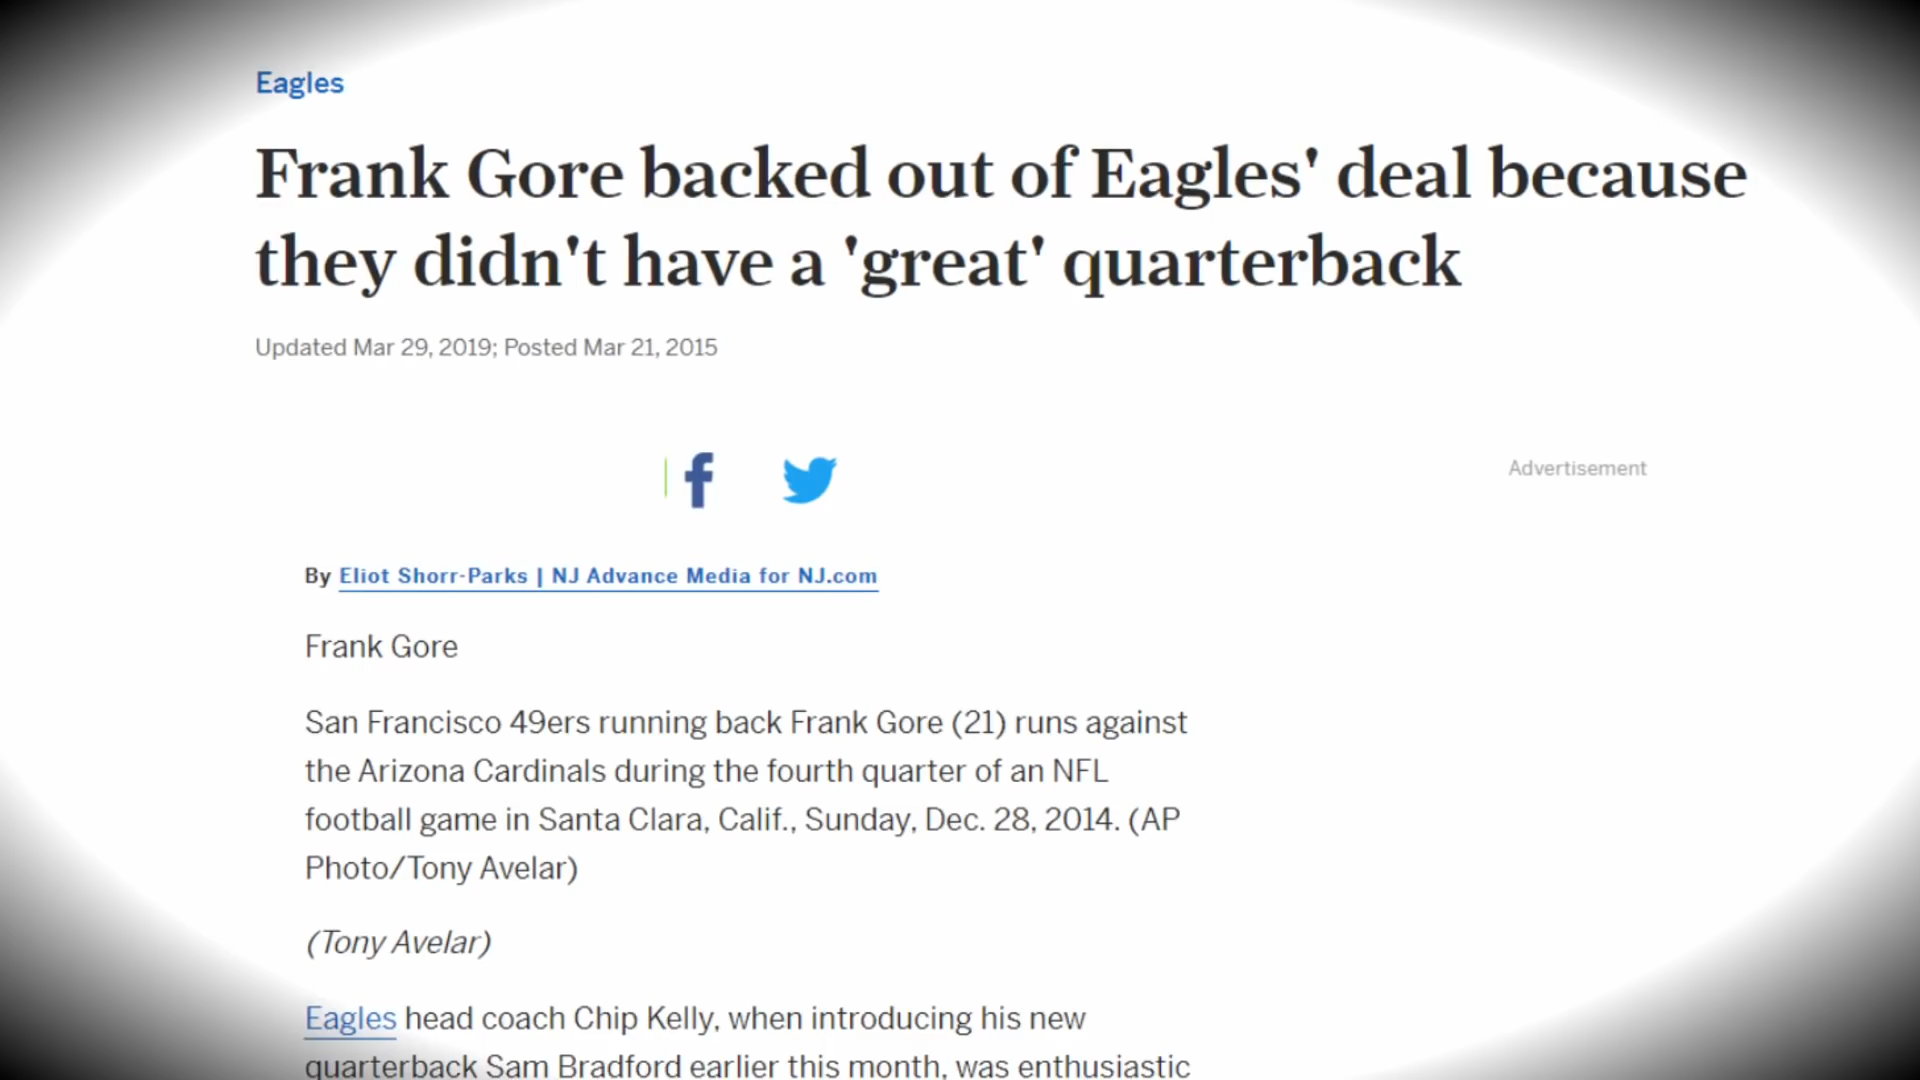 Eagles
Frank Gore backed out of Eagles' deal because
they didn't have a 'great' quarterback
Updated Mar 29, 2019; Posted Mar 21, 2015
Advertisement
By Eliot Shorr-Parks | NJ Advance Media for NJ.com
Frank Gore
San Francisco 49ers running back Frank Gore (21) runs against
the Arizona Cardinals during the fourth quarter of an NFL
football game in Santa Clara, Calif., Sunday, Dec. 28, 2014. (AP
Photo/Tony Avelar)
(Tony Avelar)
Eagles head coach Chip Kelly, when introducing his new
quarterback Sam Bradford earlier this month, was enthusiastic